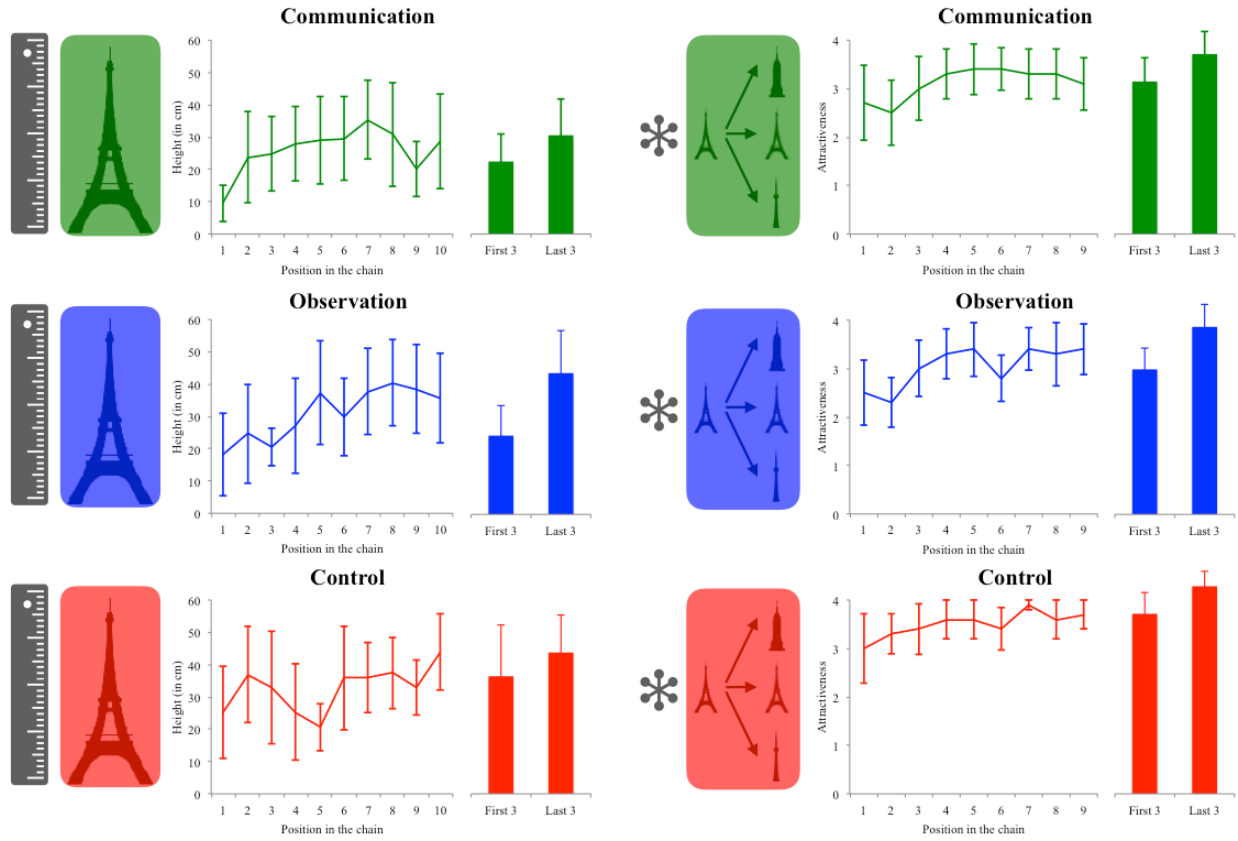 Communication
Height (in cm)
60
50
40
30
20
10
0
1 2 3 4 5 6 7 8 9 10
First 3 Last 3
Position in the chain
Communication
Attractiveness
4
3
2
1
0
1 2 3 4 5 6 7 8 9
First 3 Last 3
Position in the chain
Observation
Height (in cm)
60
50
40
30
20
10
0
1 2 3 4 5 6 7 8 9 10
First 3 Last 3
Position in the chain
Observation
Attractiveness
4
3
2
1
0
1 2 3 4 5 6 7 8 9
First 3 Last 3
Position in the chain
Control
Height (in cm)
60
50
40
30
20
10
0
1 2 3 4 5 6 7 8 9 10
First 3 Last 3
Position in the chain
Control
Attractiveness
4
3
2
1
0
1 2 3 4 5 6 7 8 9
First 3 Last 3
Position in the chain